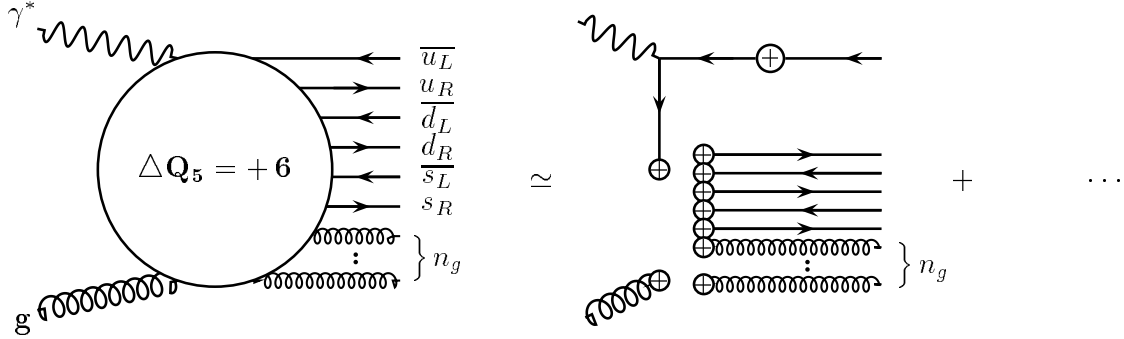 γ*
△Q₅ = + 6
g
\overline{u_L}
u_R
\overline{d_L}
d_R
\overline{s_L}
s_R
} n_g
≃
} n_g
+
···